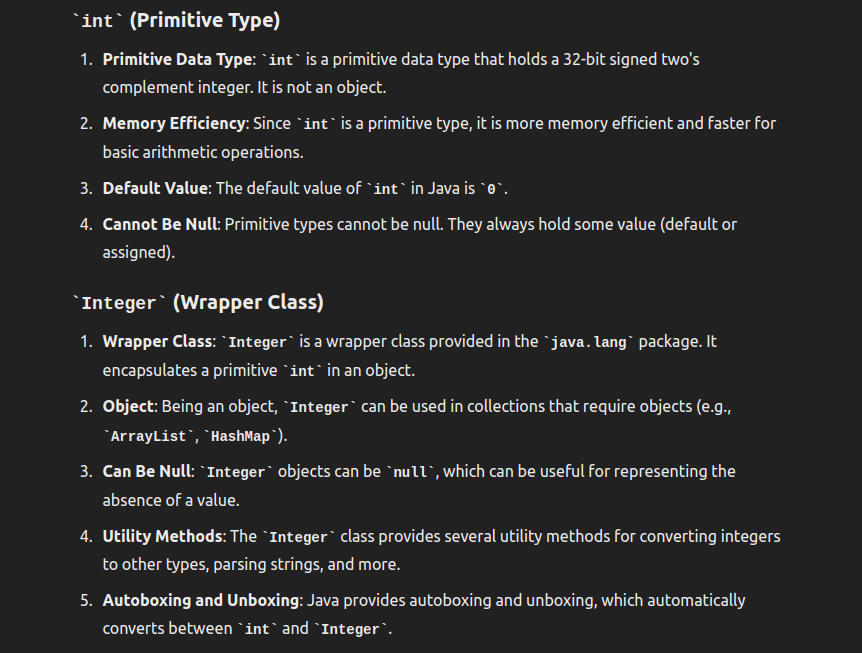 `int` (Primitive Type)
1. Primitive Data Type: `int` is a primitive data type that holds a 32-bit signed two's
complement integer. It is not an object.
2. Memory Efficiency: Since `int` is a primitive type, it is more memory efficient and faster for
basic arithmetic operations.
3. Default Value: The default value of `int` in Java is `0`.
4. Cannot Be Null: Primitive types cannot be null. They always hold some value (default or
assigned).
`Integer` (Wrapper Class)
1. Wrapper Class: `Integer` is a wrapper class provided in the `java.lang` package. It
encapsulates a primitive `int` in an object.
2. Object: Being an object, `Integer` can be used in collections that require objects (e.g.,
`ArrayList`, `HashMap`).
3. Can Be Null: `Integer` objects can be `null`, which can be useful for representing the
absence of a value.
4. Utility Methods: The `Integer` class provides several utility methods for converting integers
to other types, parsing strings, and more.
5. Autoboxing and Unboxing: Java provides autoboxing and unboxing, which automatically
converts between `int` and `Integer`.